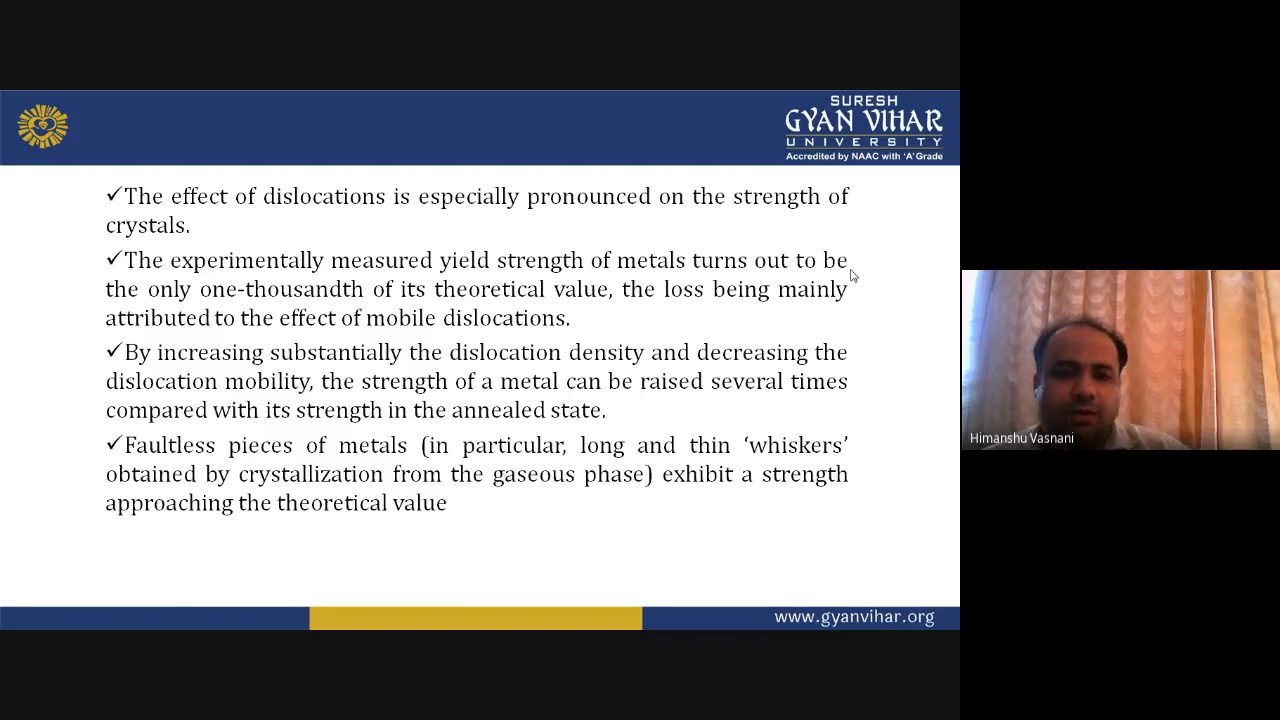 SURESH
GYAN VIHAR
UNIVERSITY
Accredited by NAAC with 'A' Grade
✓The effect of dislocations is especially pronounced on the strength of
crystals.
✓The experimentally measured yield strength of metals turns out to be
the only one-thousandth of its theoretical value, the loss being mainly
attributed to the effect of mobile dislocations.
✓By increasing substantially the dislocation density and decreasing the
dislocation mobility, the strength of a metal can be raised several times
compared with its strength in the annealed state.
✓Faultless pieces of metals (in particular, long and thin ‘whiskers’
obtained by crystallization from the gaseous phase) exhibit a strength
approaching the theoretical value
www.gyanvihar.org
Himanshu Vasnani